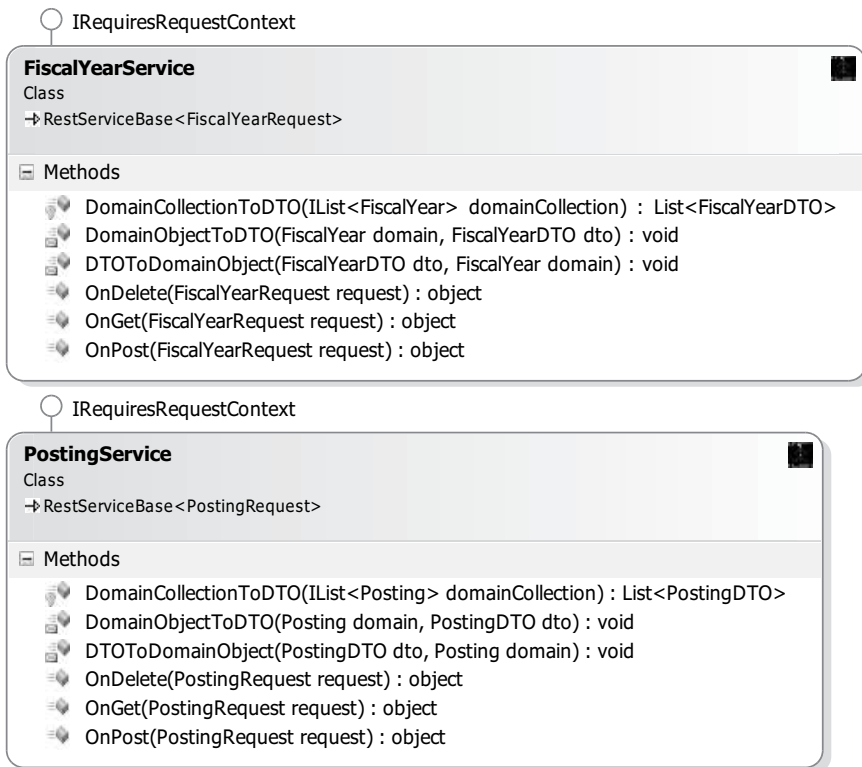 IRequiresRequestContext
FiscalYearService
Class
RestServiceBase<FiscalYearRequest>
Methods
DomainCollectionToDTO(IList<FiscalYear> domainCollection) : List<FiscalYearDTO>
DomainObjectToDTO(FiscalYear domain, FiscalYearDTO dto) : void
DTOToDomainObject(FiscalYearDTO dto, FiscalYear domain) : void
OnDelete(FiscalYearRequest request) : object
OnGet(FiscalYearRequest request) : object
OnPost(FiscalYearRequest request) : object
IRequiresRequestContext
PostingService
Class
RestServiceBase<PostingRequest>
Methods
DomainCollectionToDTO(IList<Posting> domainCollection) : List<PostingDTO>
DomainObjectToDTO(Posting domain, PostingDTO dto) : void
DTOToDomainObject(PostingDTO dto, Posting domain) : void
OnDelete(PostingRequest request) : object
OnGet(PostingRequest request) : object
OnPost(PostingRequest request) : object